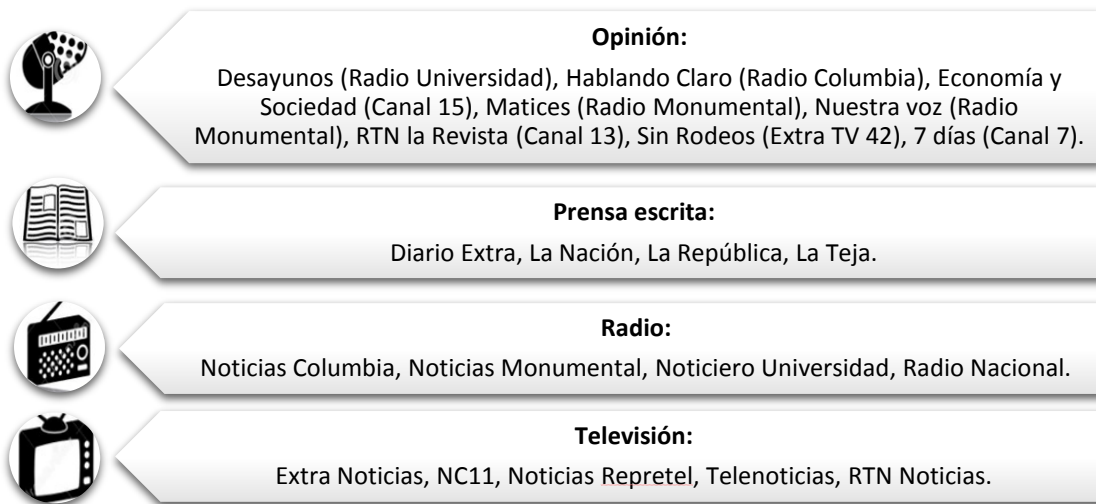 Opinión:
Desayunos (Radio Universidad), Hablando Claro (Radio Columbia), Economía y
Sociedad (Canal 15), Matices (Radio Monumental), Nuestra voz (Radio
Monumental), RTN la Revista (Canal 13), Sin Rodeos (Extra TV 42), 7 días (Canal 7).
Prensa escrita:
Diario Extra, La Nación, La República, La Teja.
Radio:
Noticias Columbia, Noticias Monumental, Noticiero Universidad, Radio Nacional.
Televisión:
Extra Noticias, NC11, Noticias Repretel, Telenoticias, RTN Noticias.